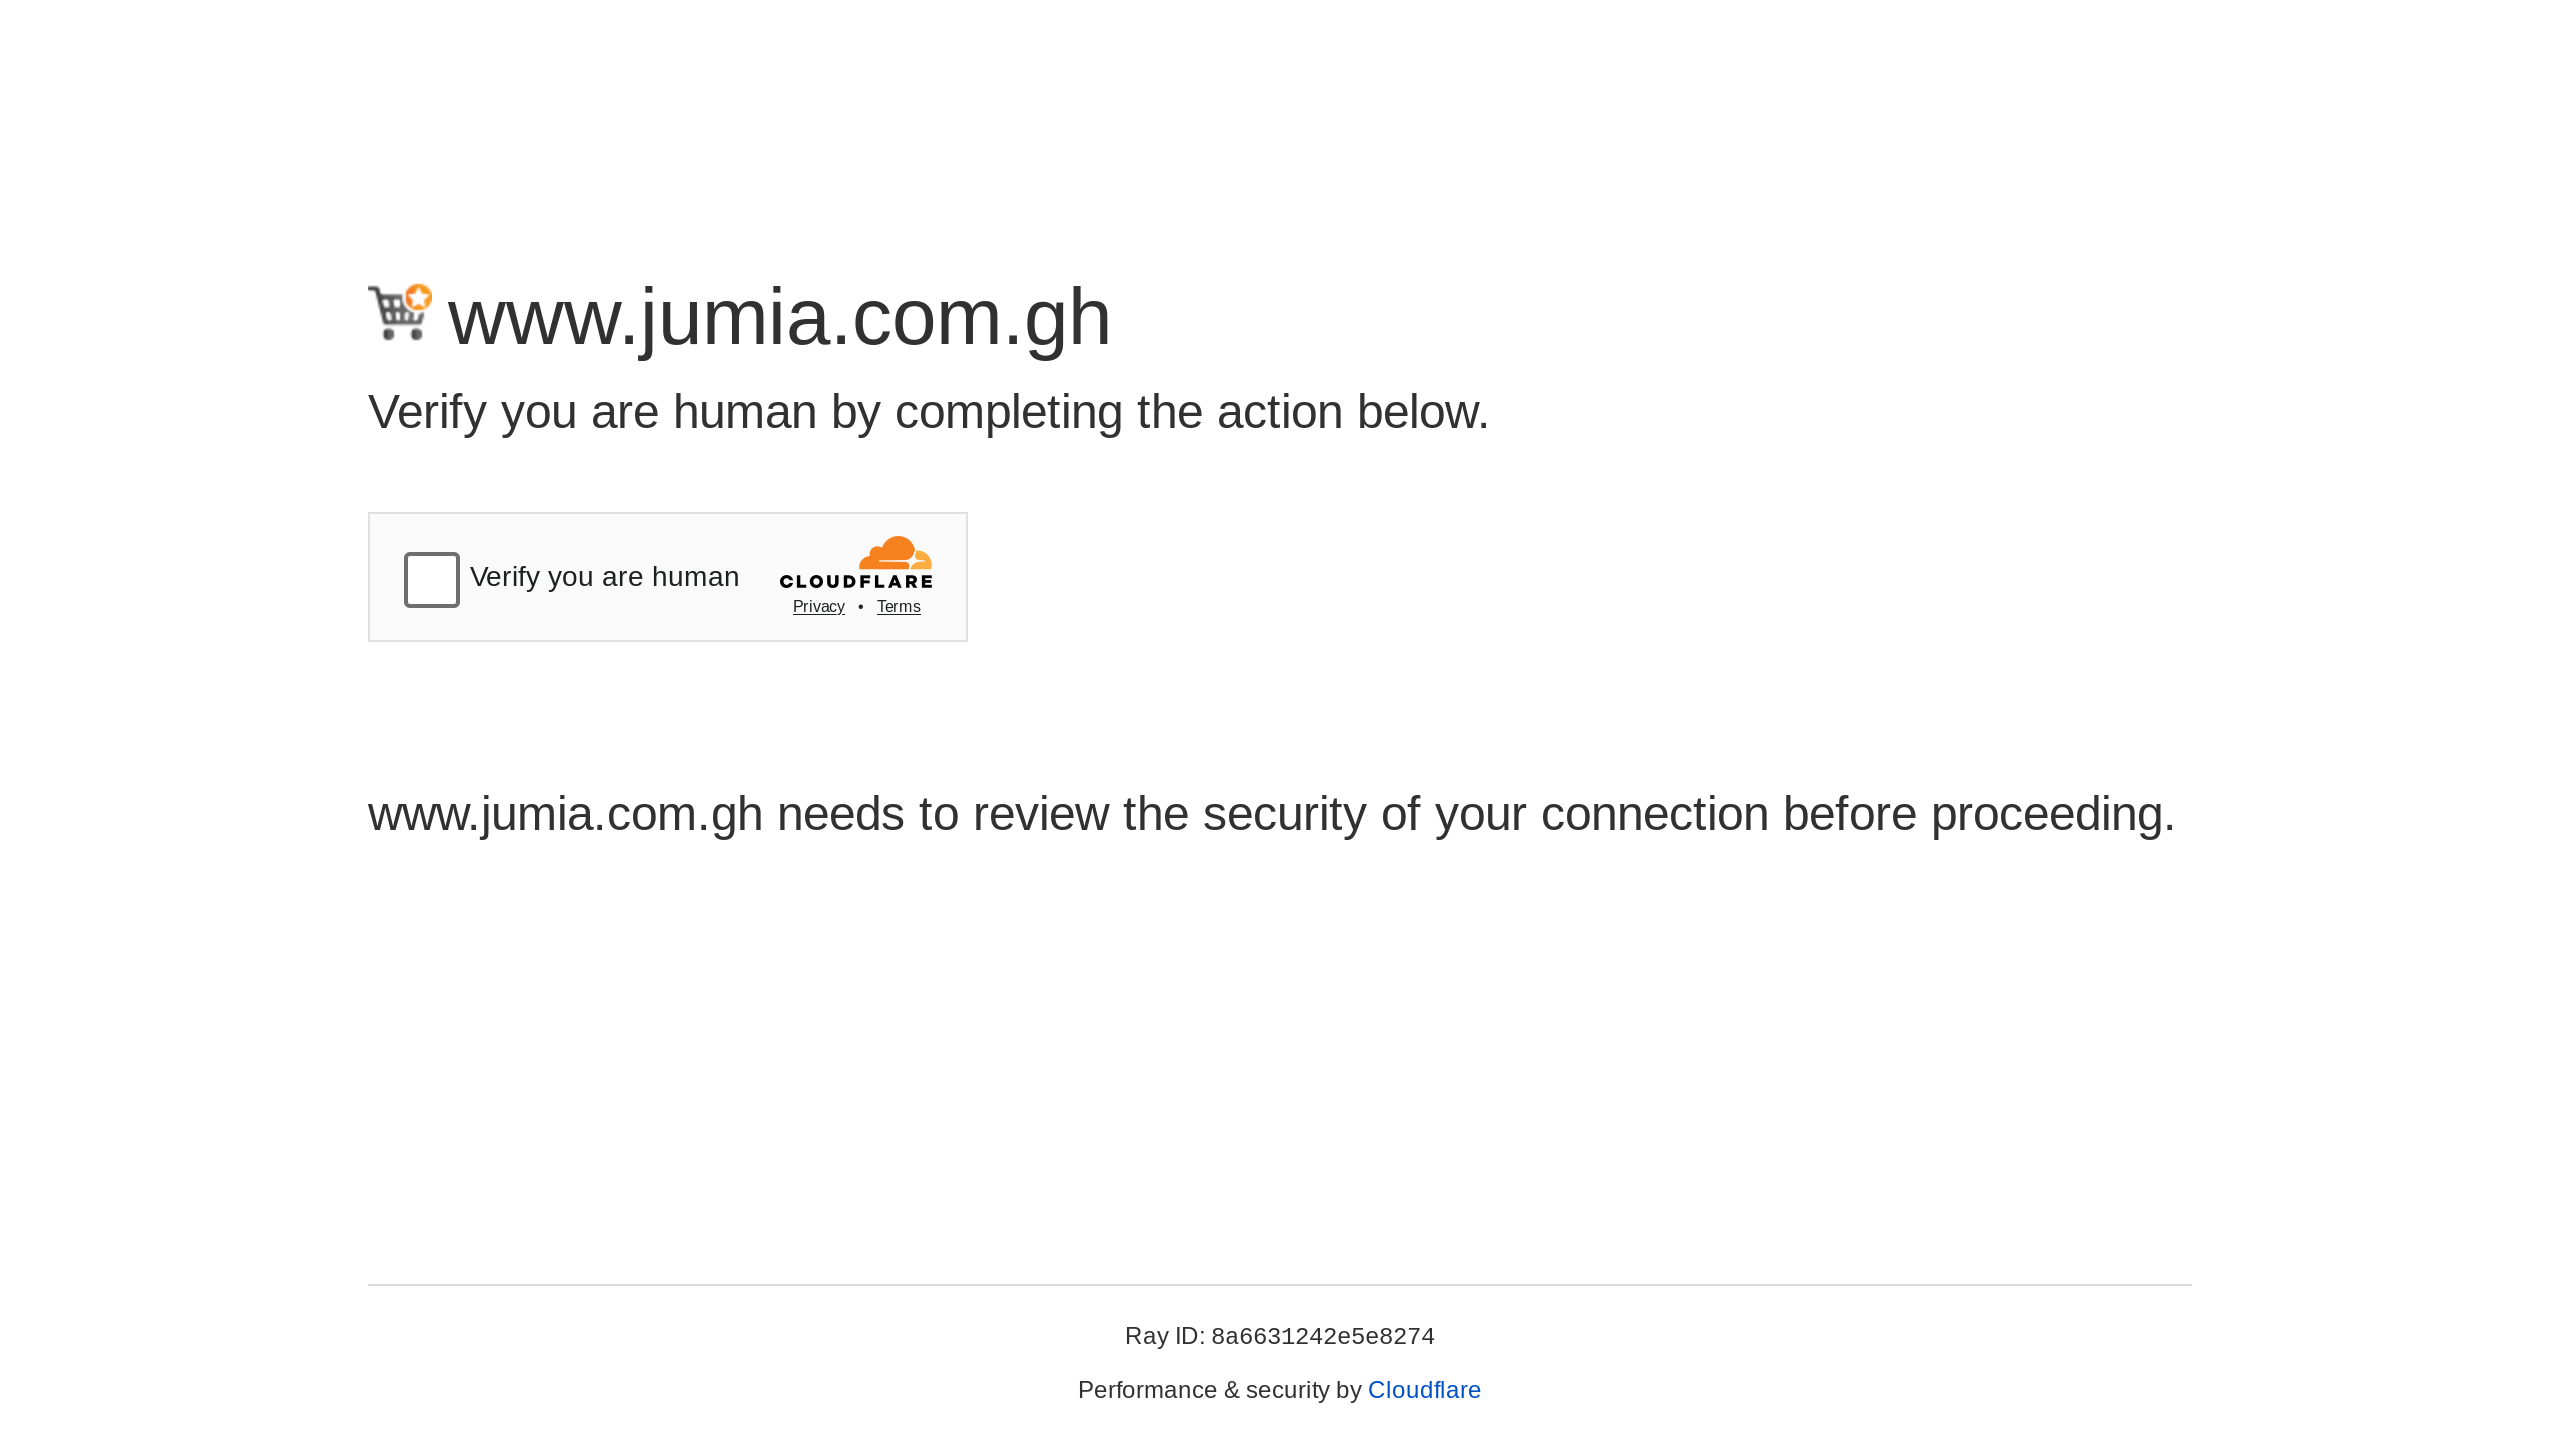 www.jumia.com.gh
Verify you are human by completing the action below.
Verify you are human
CLOUDFLARE
Privacy • Terms
www.jumia.com.gh needs to review the security of your connection before proceeding.
Ray ID: 8a6631242e5e8274
Performance & security by Cloudflare